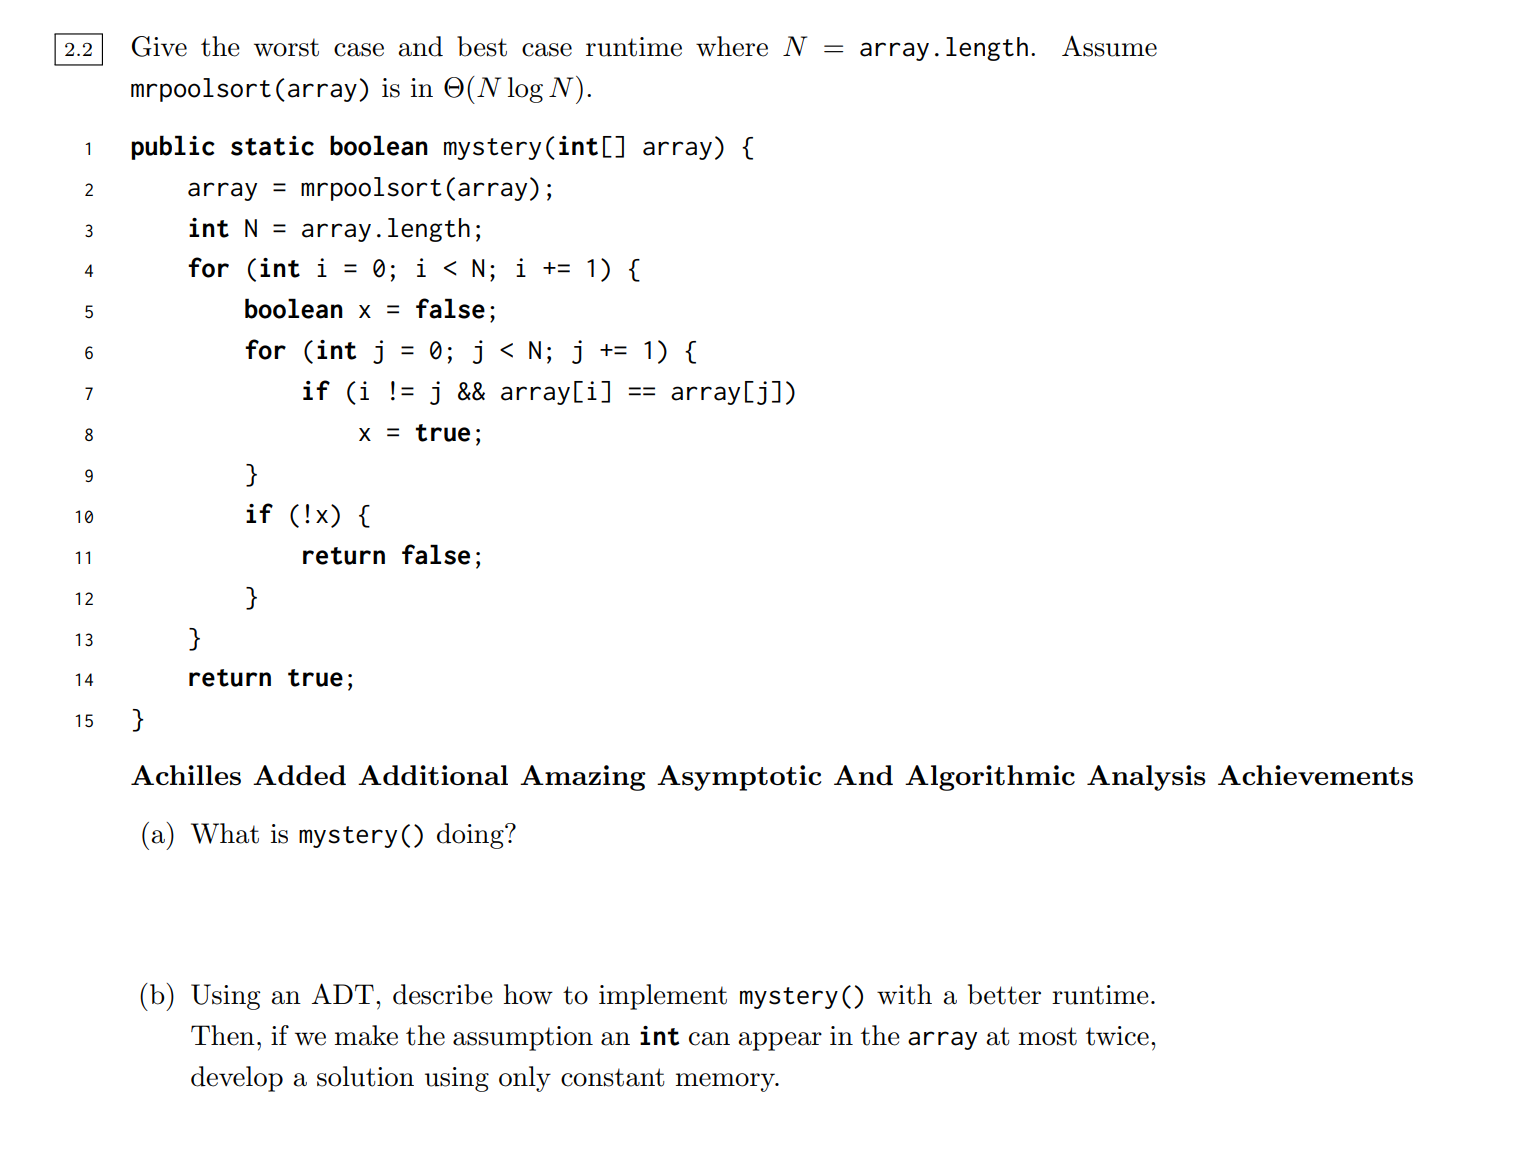 2.2 Give the worst case and best case runtime where N = array.length. Assume
mrpoolsort(array) is in Θ(N log N).
1 public static boolean mystery(int[] array) {
2     array = mrpoolsort(array);
3     int N = array.length;
4     for (int i = 0; i < N; i += 1) {
5         boolean x = false;
6         for (int j = 0; j < N; j += 1) {
7             if (i != j && array[i] == array[j])
8                 x = true;
9         }
10         if (!x) {
11             return false;
12         }
13     }
14     return true;
15 }
Achilles Added Additional Amazing Asymptotic And Algorithmic Analysis Achievements
(a) What is mystery() doing?
(b) Using an ADT, describe how to implement mystery() with a better runtime.
Then, if we make the assumption an int can appear in the array at most twice,
develop a solution using only constant memory.